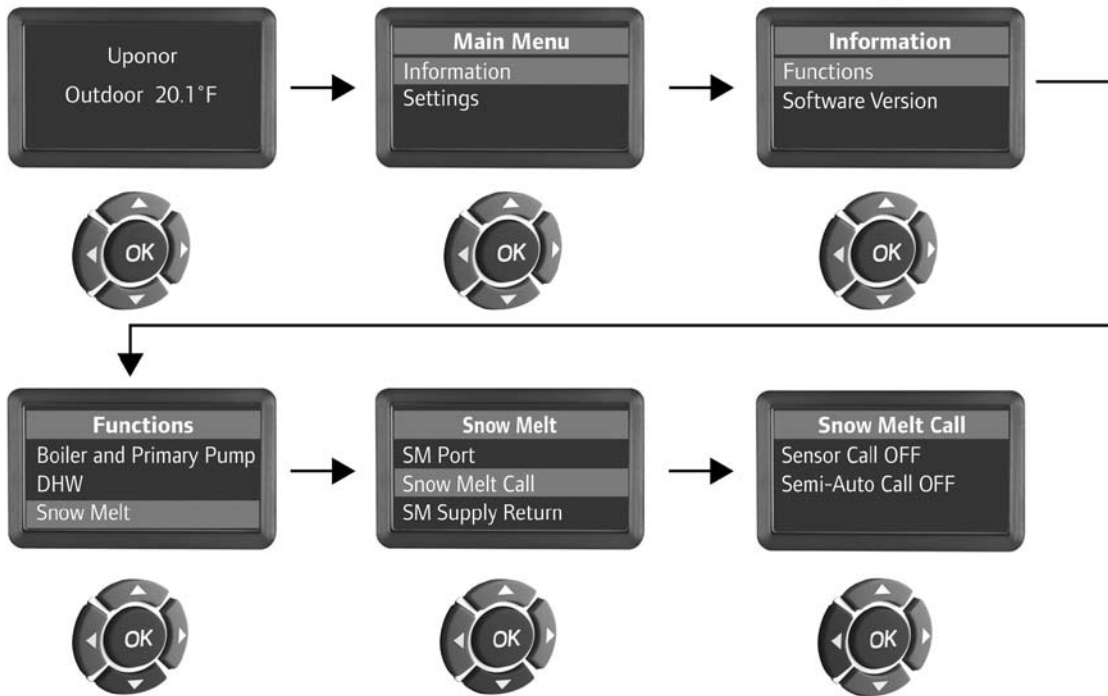 Uponor
Outdoor 20.1°F
OK
Main Menu
Information
Settings
OK
Information
Functions
Software Version
OK
Functions
Boiler and Primary Pump
DHW
Snow Melt
OK
Snow Melt
SM Port
Snow Melt Call
SM Supply Return
OK
Snow Melt Call
Sensor Call OFF
Semi-Auto Call OFF
OK